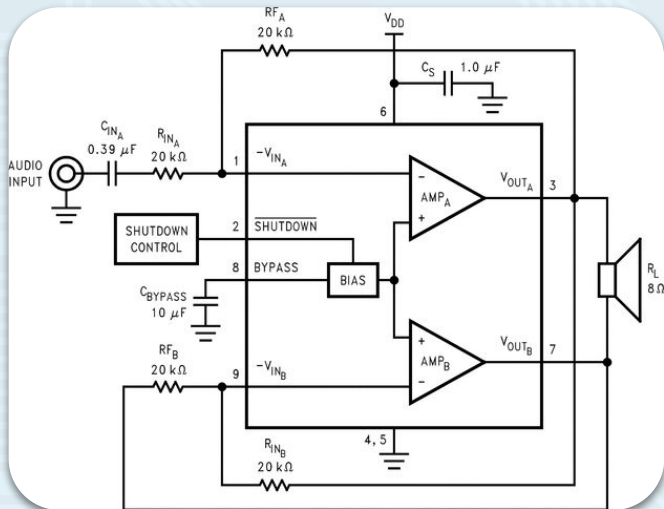 RF_A
20 kΩ
V_DD
C_S 1.0 µF
6
C_IN_A
0.39 µF
R_IN_A
20 kΩ
AUDIO
INPUT
1
-V_IN_A
AMP_A
-
+
V_OUT_A
3
SHUTDOWN
CONTROL
2
SHUTDOWN
8
BYPASS
BIAS
C_BYPASS
10 µF
R_L
8Ω
RF_B
20 kΩ
9
-V_IN_B
+
AMP_B
-
V_OUT_B
7
4, 5
R_IN_B
20 kΩ